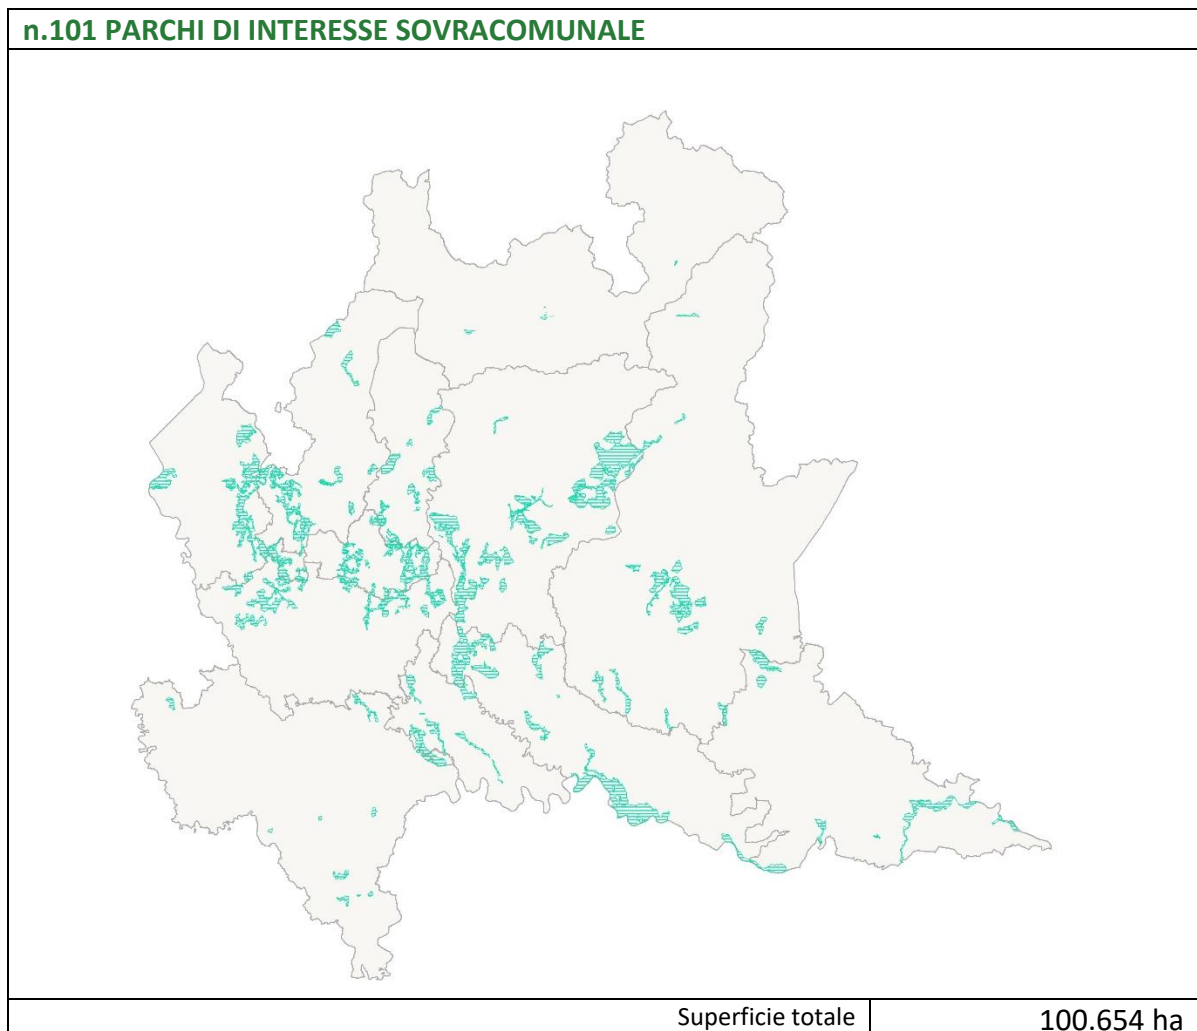 n.101 PARCHI DI INTERESSE SOVRACOMUNALE
Superficie totale 100.654 ha